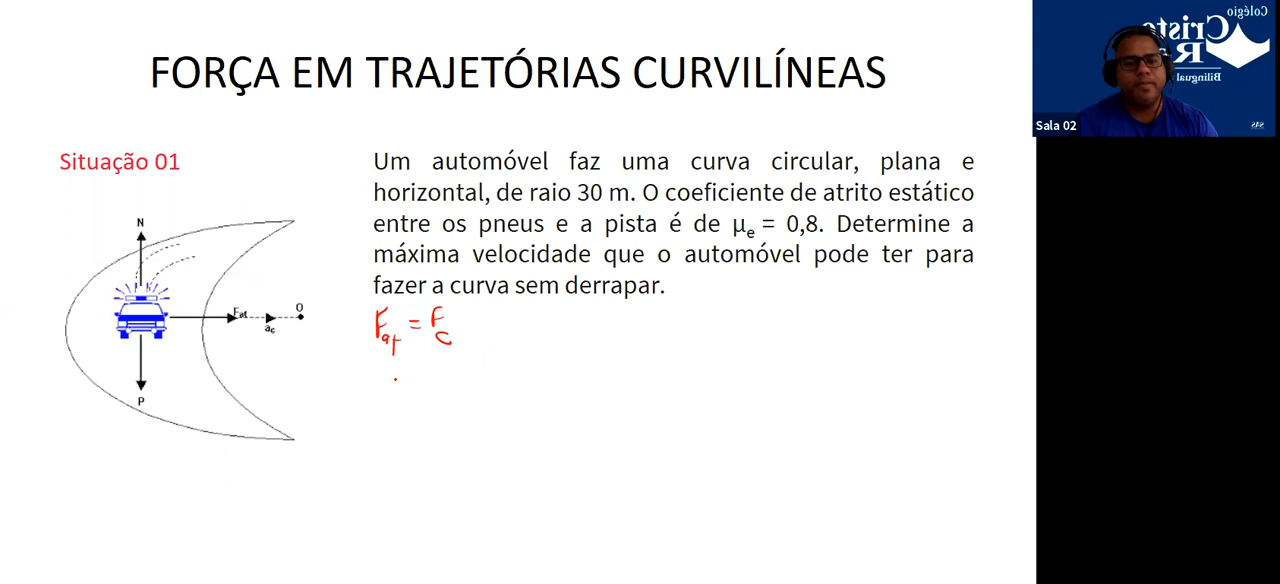 FORÇA EM TRAJETÓRIAS CURVILÍNEAS
Situação 01
Um automóvel faz uma curva circular, plana e
horizontal, de raio 30 m. O coeficiente de atrito estático
entre os pneus e a pista é de μe = 0,8. Determine a
máxima velocidade que o automóvel pode ter para
fazer a curva sem derrapar.
Fat = Fc
N
Fat
ac
O
P
Colégio
Cristo
R
Bilingual
SAS
Sala 02